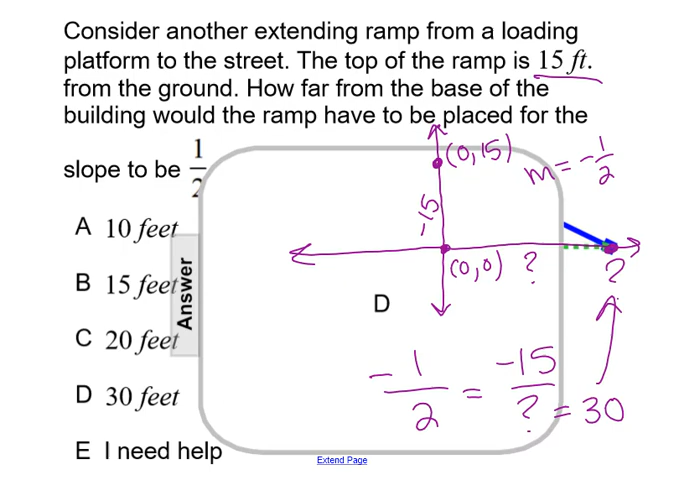 Consider another extending ramp from a loading
platform to the street. The top of the ramp is 15 ft.
from the ground. How far from the base of the
building would the ramp have to be placed for the
slope to be 1/2
(0,15)
m = -1/2
-15
A 10 feet
(0,0) ?
?
B 15 feet
Answer
D
C 20 feet
-1/2 = -15/? = 30
D 30 feet
E I need help
Extend Page